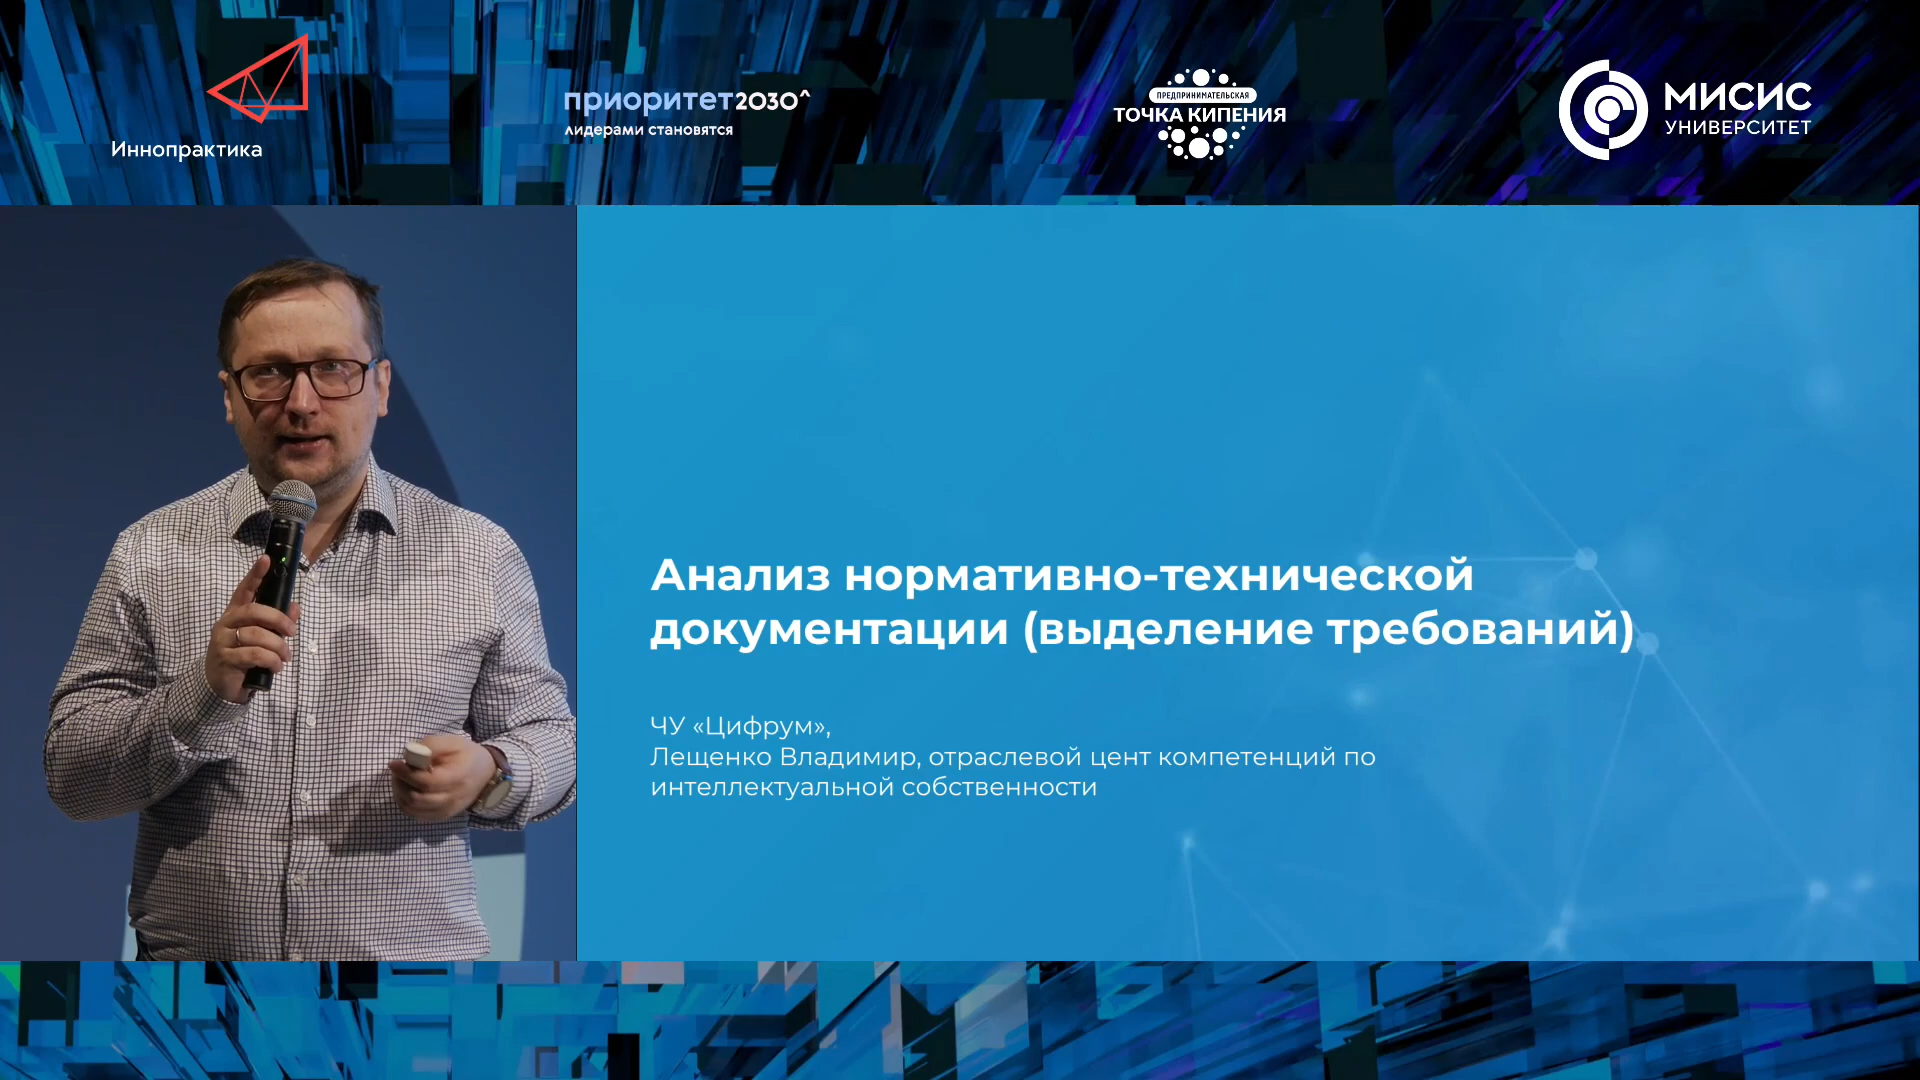 Иннопрактика
приоритет2030^
лидерами становятся
ПРЕДПРИНИМАТЕЛЬСКАЯ
ТОЧКА КИПЕНИЯ
МИСИС
УНИВЕРСИТЕТ
Анализ нормативно-технической
документации (выделение требований)
ЧУ «Цифрум»,
Лещенко Владимир, отраслевой цент компетенций по
интеллектуальной собственности